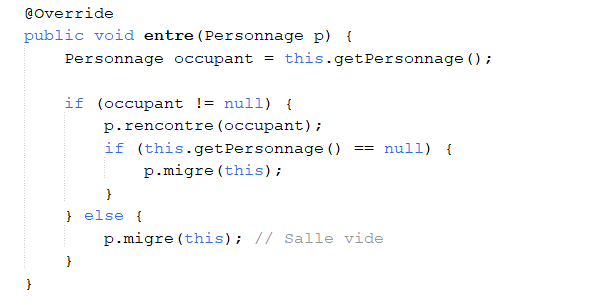 @Override
public void entre(Personnage p) {
    Personnage occupant = this.getPersonnage();

    if (occupant != null) {
        p.rencontre(occupant);
        if (this.getPersonnage() == null) {
            p.migre(this);
        }
    } else {
        p.migre(this); // Salle vide
    }
}